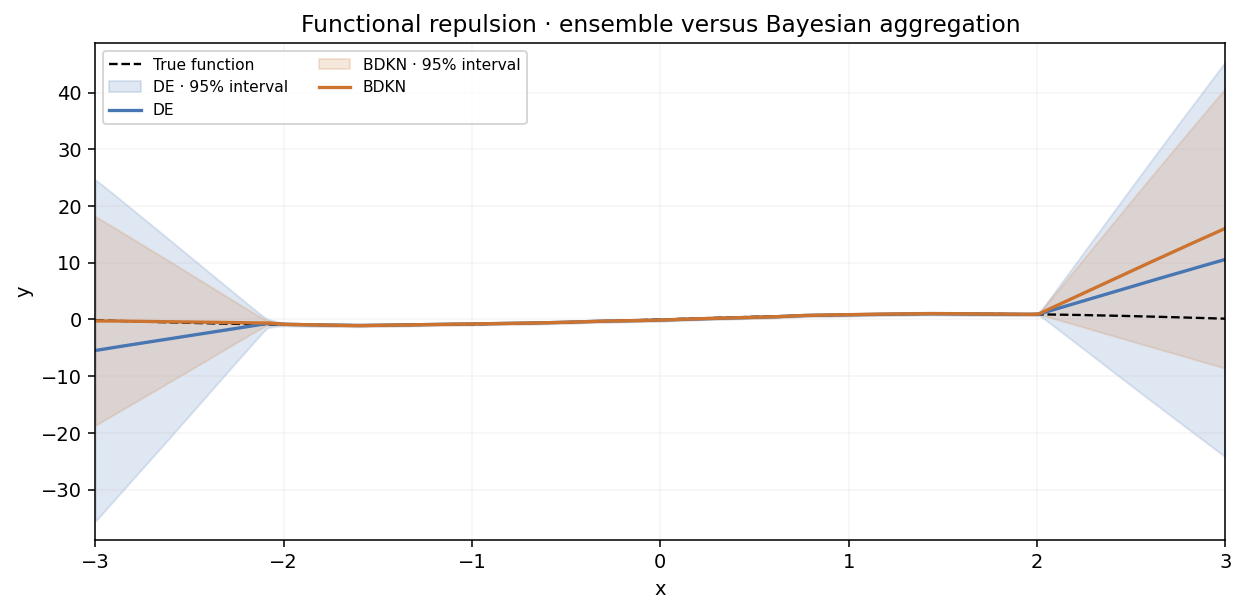 Functional repulsion · ensemble versus Bayesian aggregation
True function
DE · 95% interval
DE
BDKN · 95% interval
BDKN
y
40
30
20
10
0
−10
−20
−30
−3
−2
−1
0
1
2
3
x